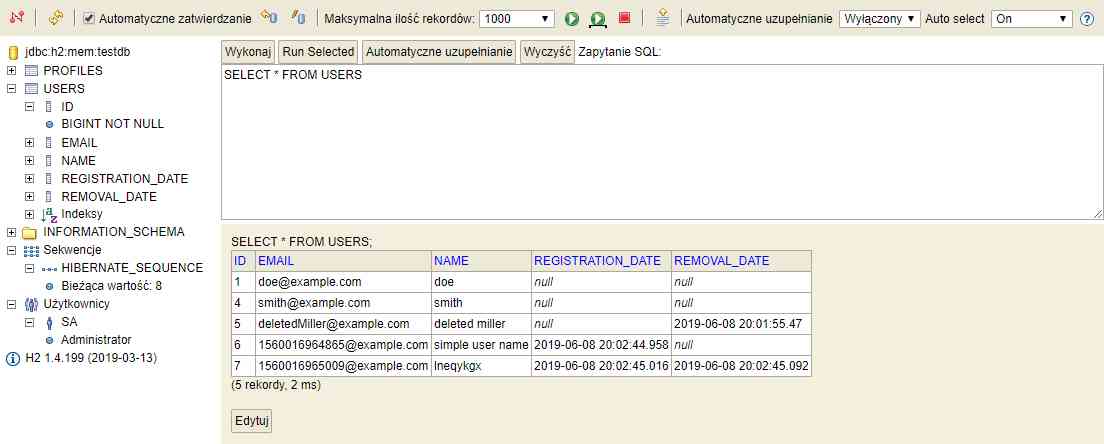 Automatyczne zatwierdzanie Maksymalna ilość rekordów: 1000 Automatyczne uzupełnianie Wyłączony Auto select On ?
jdbc:h2:mem:testdb
PROFILES
USERS
ID
BIGINT NOT NULL
EMAIL
NAME
REGISTRATION_DATE
REMOVAL_DATE
Indeksy
INFORMATION_SCHEMA
Sekwencje
HIBERNATE_SEQUENCE
Bieżąca wartość: 8
Użytkownicy
SA
Administrator
H2 1.4.199 (2019-03-13)
Wykonaj Run Selected Automatyczne uzupełnianie Wyczyść Zapytanie SQL:
SELECT * FROM USERS
SELECT * FROM USERS;
ID EMAIL NAME REGISTRATION_DATE REMOVAL_DATE
1 doe@example.com doe null null
4 smith@example.com smith null null
5 deletedMiller@example.com deleted miller null 2019-06-08 20:01:55.47
6 1560016964865@example.com simple user name 2019-06-08 20:02:44.958 null
7 1560016965009@example.com lneqykgx 2019-06-08 20:02:45.016 2019-06-08 20:02:45.092
(5 rekordy, 2 ms)
Edytuj